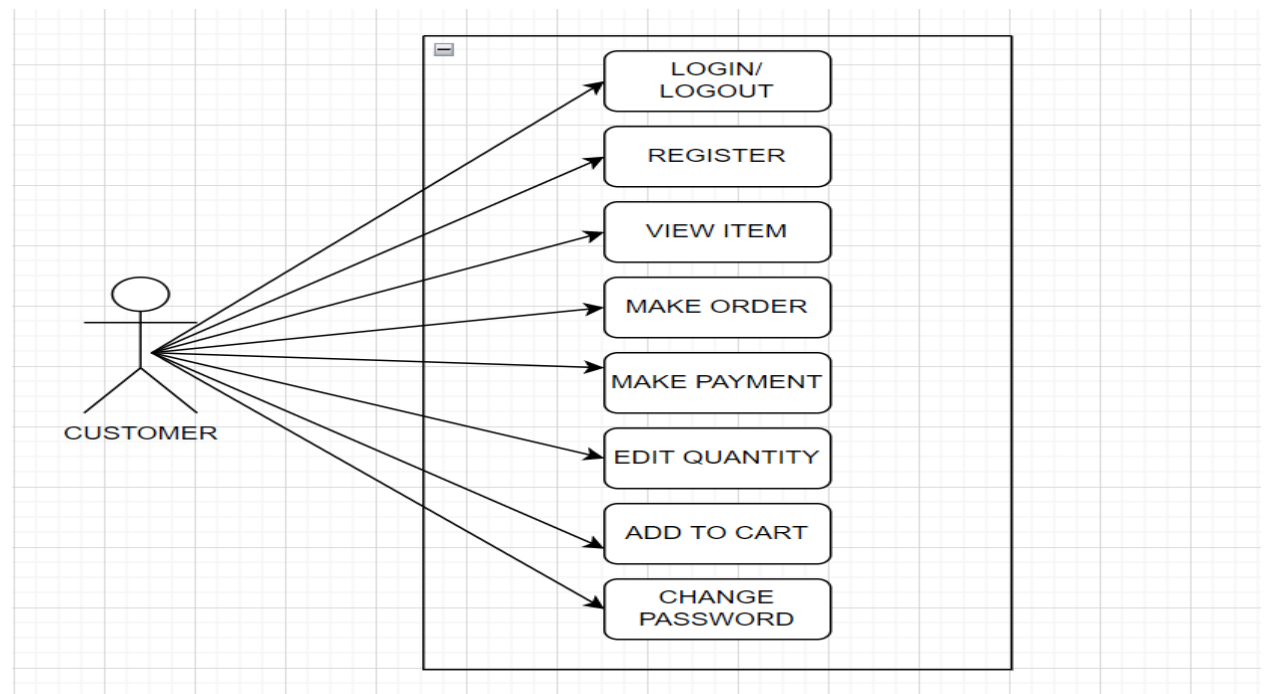 LOGIN/
LOGOUT
REGISTER
VIEW ITEM
MAKE ORDER
MAKE PAYMENT
CUSTOMER
EDIT QUANTITY
ADD TO CART
CHANGE
PASSWORD